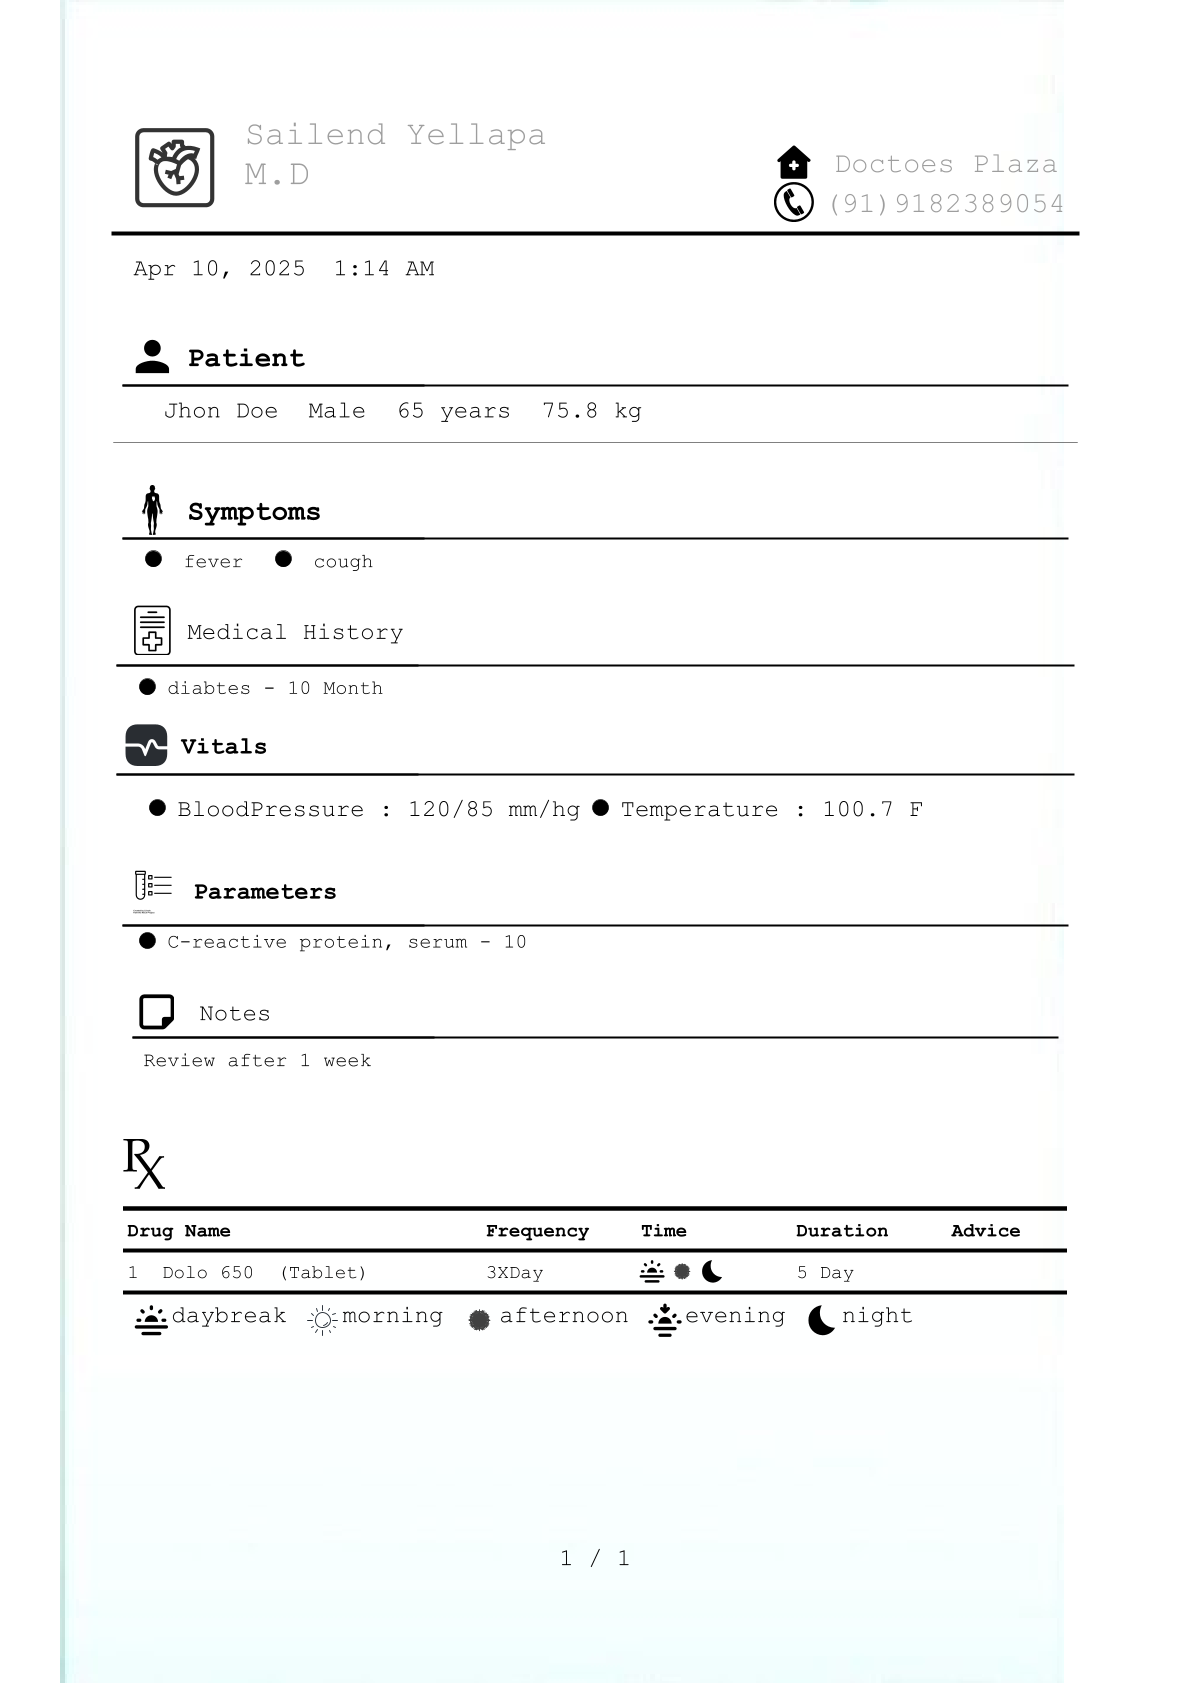 Sailend Yellapa
M.D
Doctoes Plaza
(91)9182389054
Apr 10, 2025 1:14 AM
Patient
Jhon Doe Male 65 years 75.8 kg
Symptoms
fever cough
Medical History
diabtes - 10 Month
Vitals
BloodPressure : 120/85 mm/hg Temperature : 100.7 F
Parameters
C-reactive protein, serum - 10
Notes
Review after 1 week
Rx
Drug Name Frequency Time Duration Advice
1 Dolo 650 (Tablet) 3XDay 5 Day
daybreak morning afternoon evening night
1 / 1